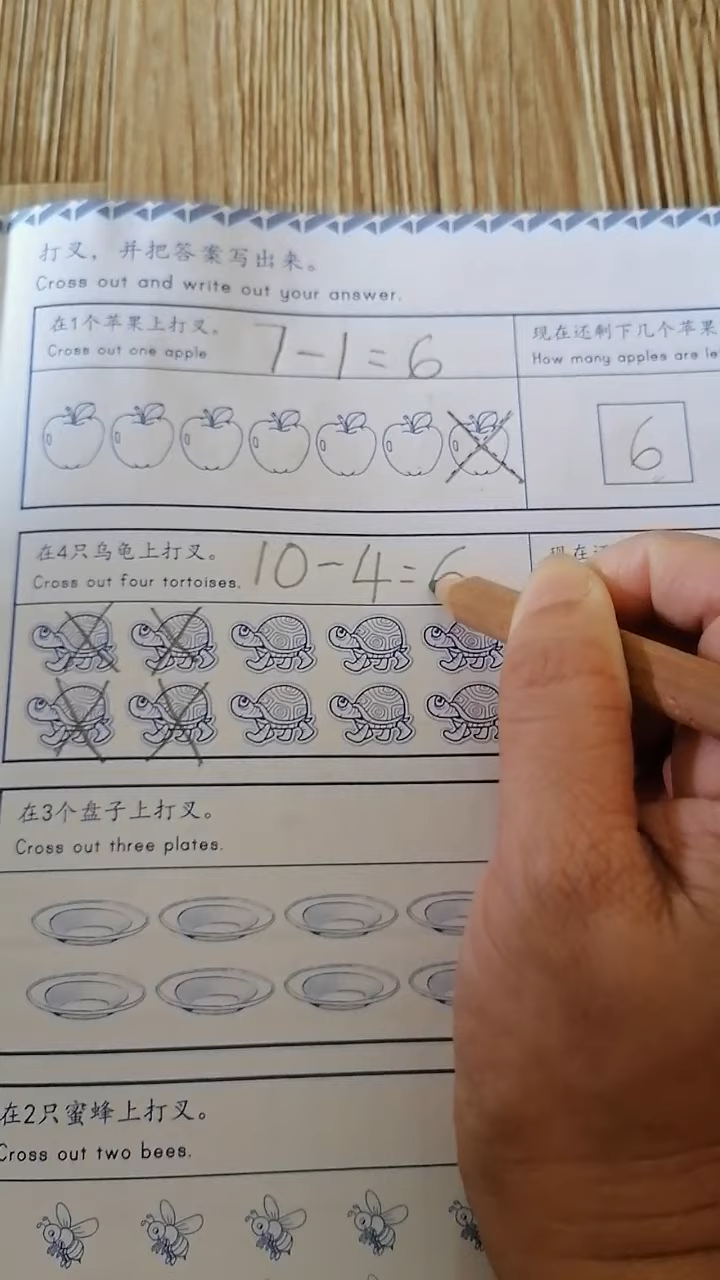 打叉，并把答案写出来。
Cross out and write out your answer.
在1个苹果上打叉。
Cross out one apple
7-1=6
现在还剩下几个苹果
How many apples are le
6
在4只乌龟上打叉。
Cross out four tortoises.
10-4=6
现在还
在3个盘子上打叉。
Cross out three plates.
在2只蜜蜂上打叉。
Cross out two bees.